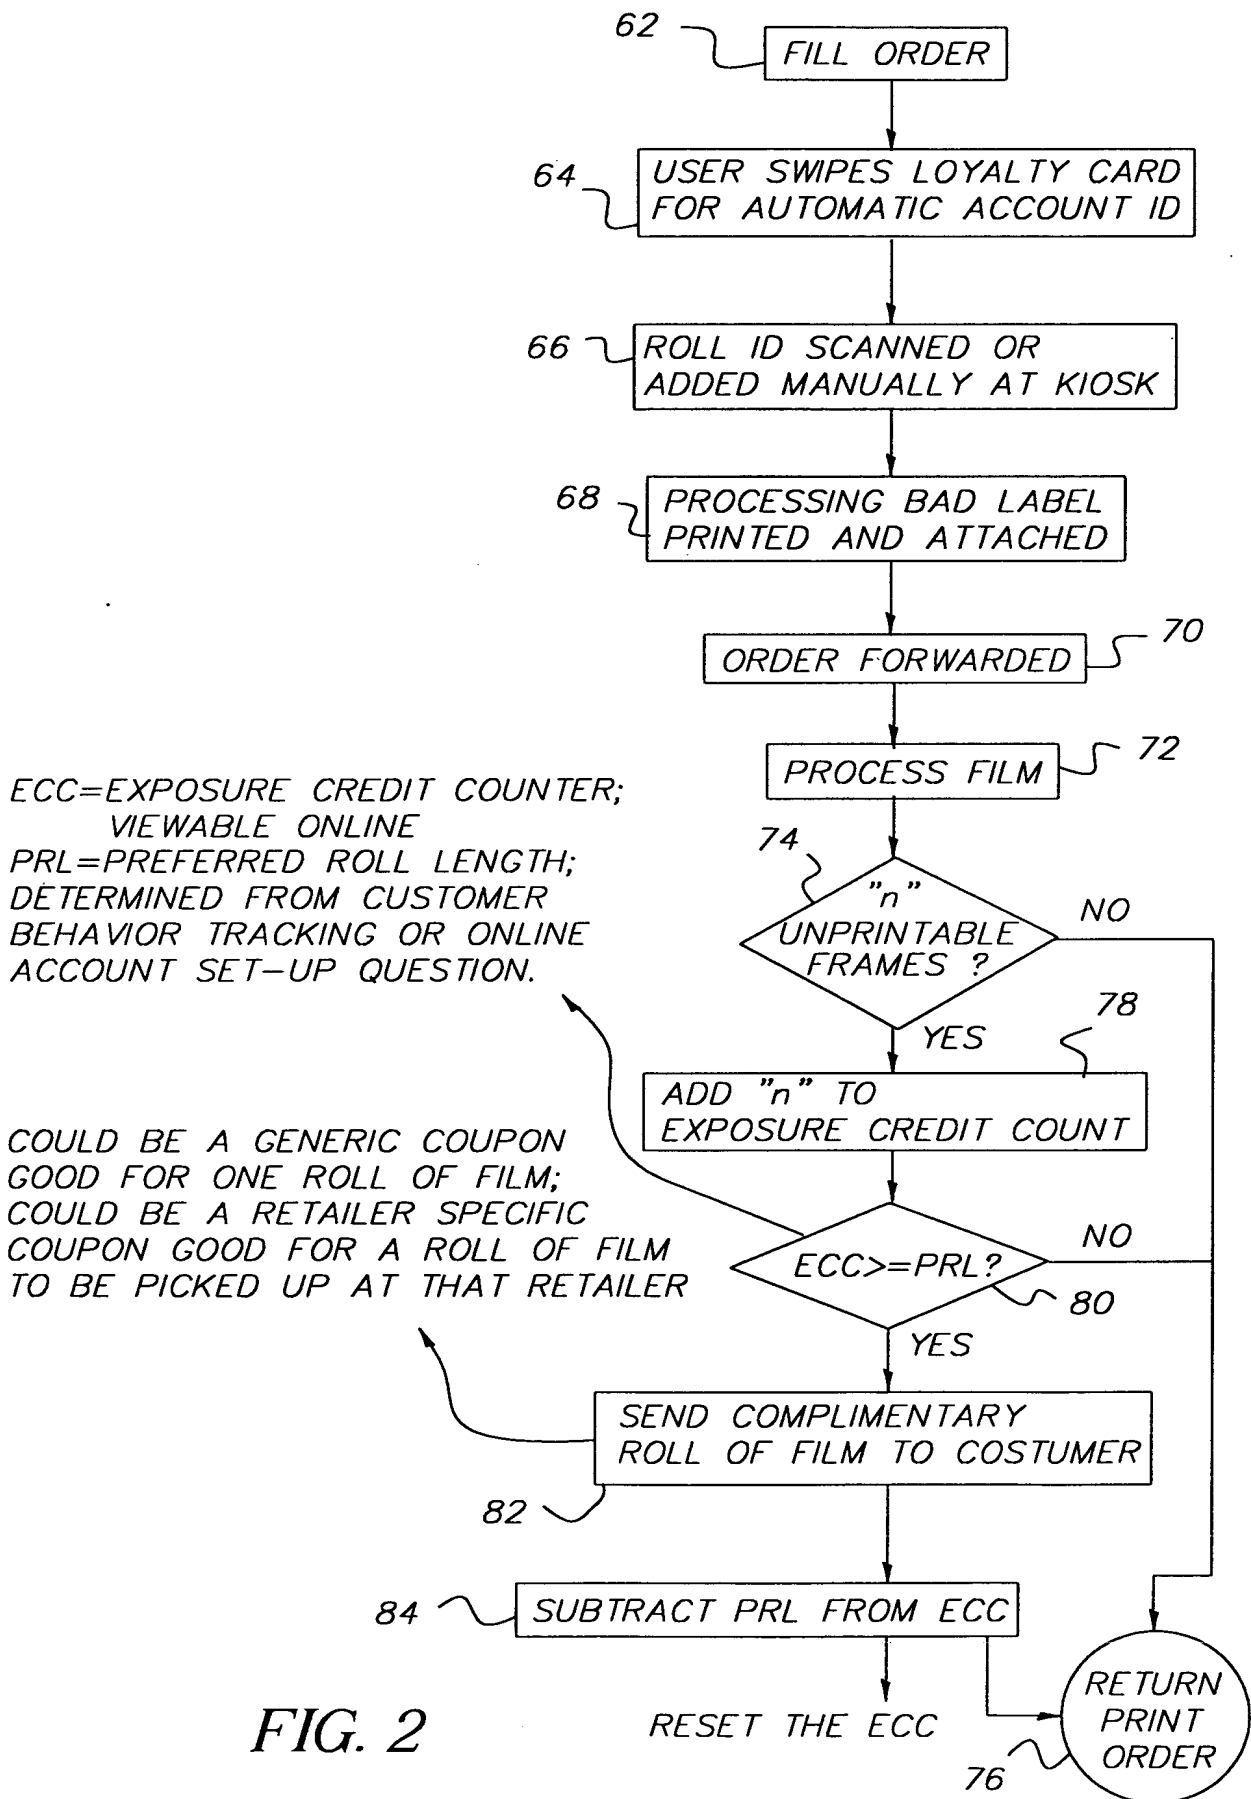 62
FILL ORDER
64
USER SWIPES LOYALTY CARD
FOR AUTOMATIC ACCOUNT ID
66
ROLL ID SCANNED OR
ADDED MANUALLY AT KIOSK
68
PROCESSING BAD LABEL
PRINTED AND ATTACHED
70
ORDER FORWARDED
72
PROCESS FILM
ECC=EXPOSURE CREDIT COUNTER;
VIEWABLE ONLINE
PRL=PREFERRED ROLL LENGTH;
DETERMINED FROM CUSTOMER
BEHAVIOR TRACKING OR ONLINE
ACCOUNT SET-UP QUESTION.
74
"n"
UNPRINTABLE
FRAMES ?
NO
YES
78
ADD "n" TO
EXPOSURE CREDIT COUNT
COULD BE A GENERIC COUPON
GOOD FOR ONE ROLL OF FILM;
COULD BE A RETAILER SPECIFIC
COUPON GOOD FOR A ROLL OF FILM
TO BE PICKED UP AT THAT RETAILER
ECC>=PRL?
NO
80
YES
SEND COMPLIMENTARY
ROLL OF FILM TO COSTUMER
82
84
SUBTRACT PRL FROM ECC
RESET THE ECC
RETURN
PRINT
ORDER
76
FIG. 2